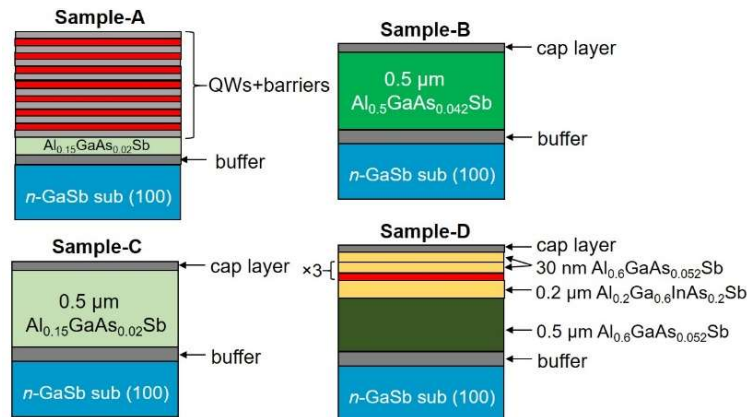 Sample-A
QWs+barriers
Al0.15GaAs0.02Sb
buffer
n-GaSb sub (100)
Sample-B
cap layer
0.5 µm
Al0.5GaAs0.042Sb
buffer
n-GaSb sub (100)
Sample-C
cap layer
0.5 µm
Al0.15GaAs0.02Sb
buffer
n-GaSb sub (100)
Sample-D
cap layer
×3
30 nm Al0.6GaAs0.052Sb
0.2 µm Al0.2Ga0.6InAs0.2Sb
0.5 µm Al0.6GaAs0.052Sb
buffer
n-GaSb sub (100)